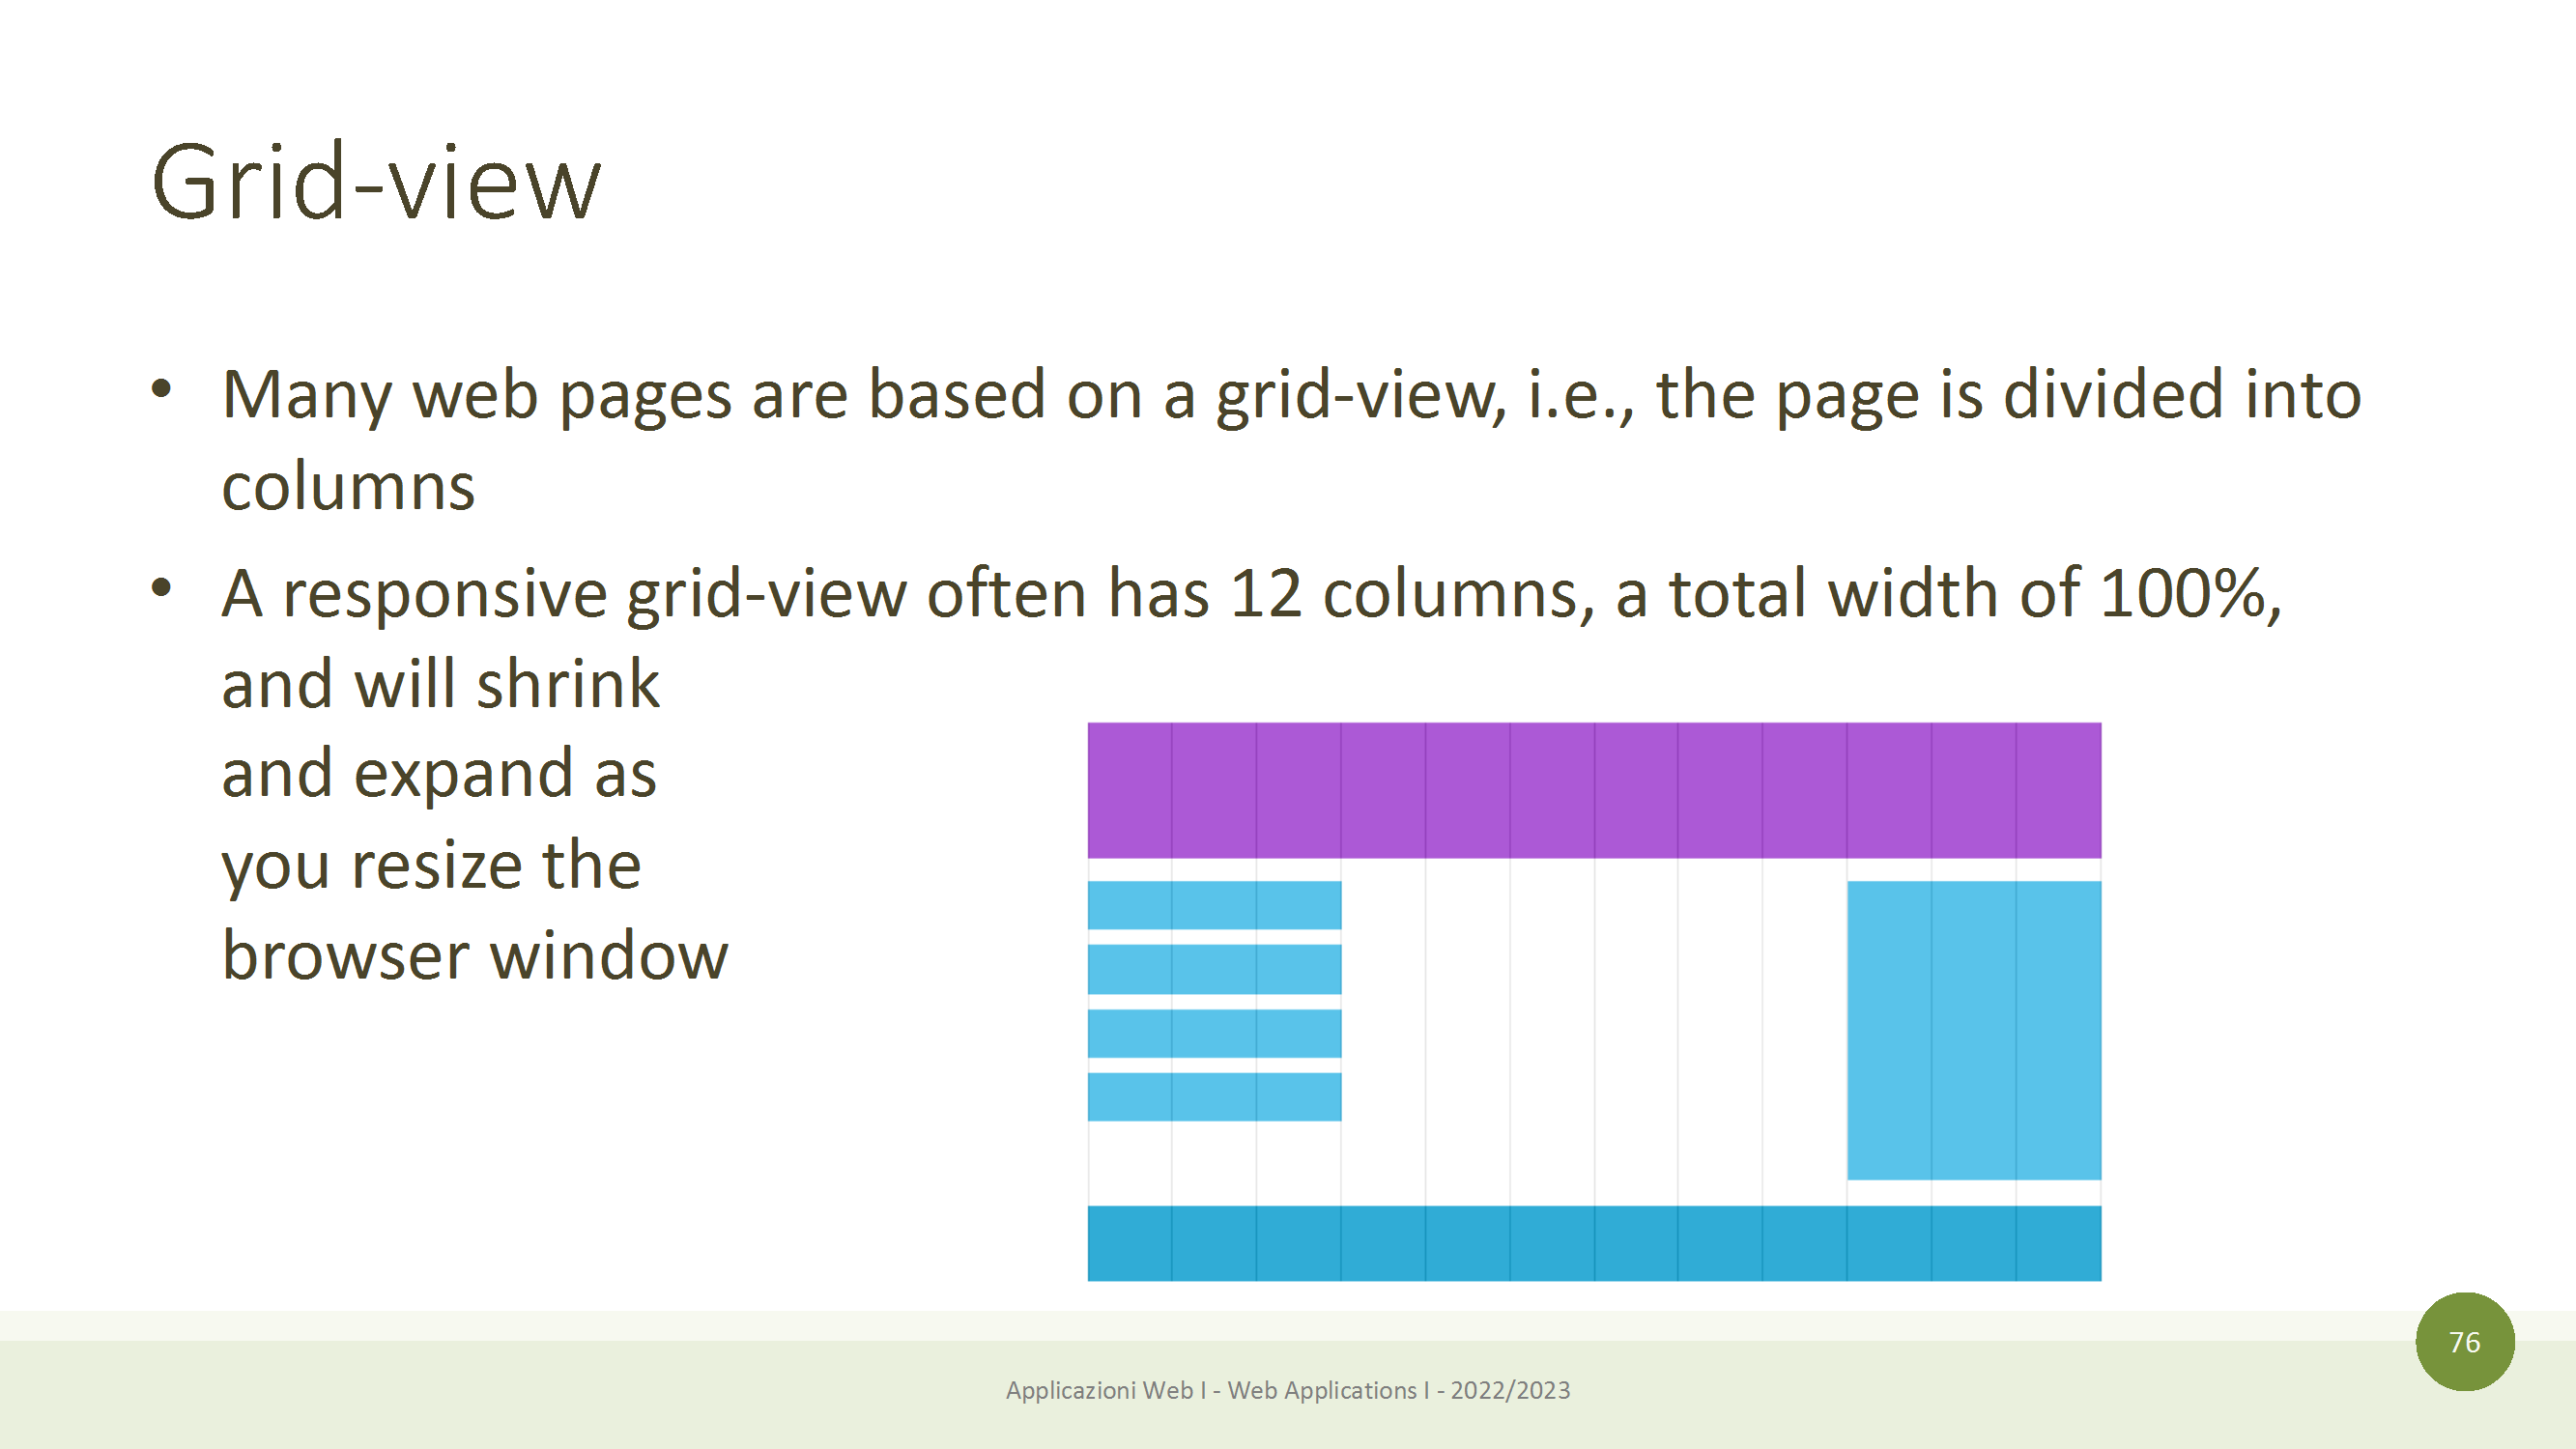 Grid-view
• Many web pages are based on a grid-view, i.e., the page is divided into
columns
• A responsive grid-view often has 12 columns, a total width of 100%,
and will shrink
and expand as
you resize the
browser window
76
Applicazioni Web I - Web Applications I - 2022/2023